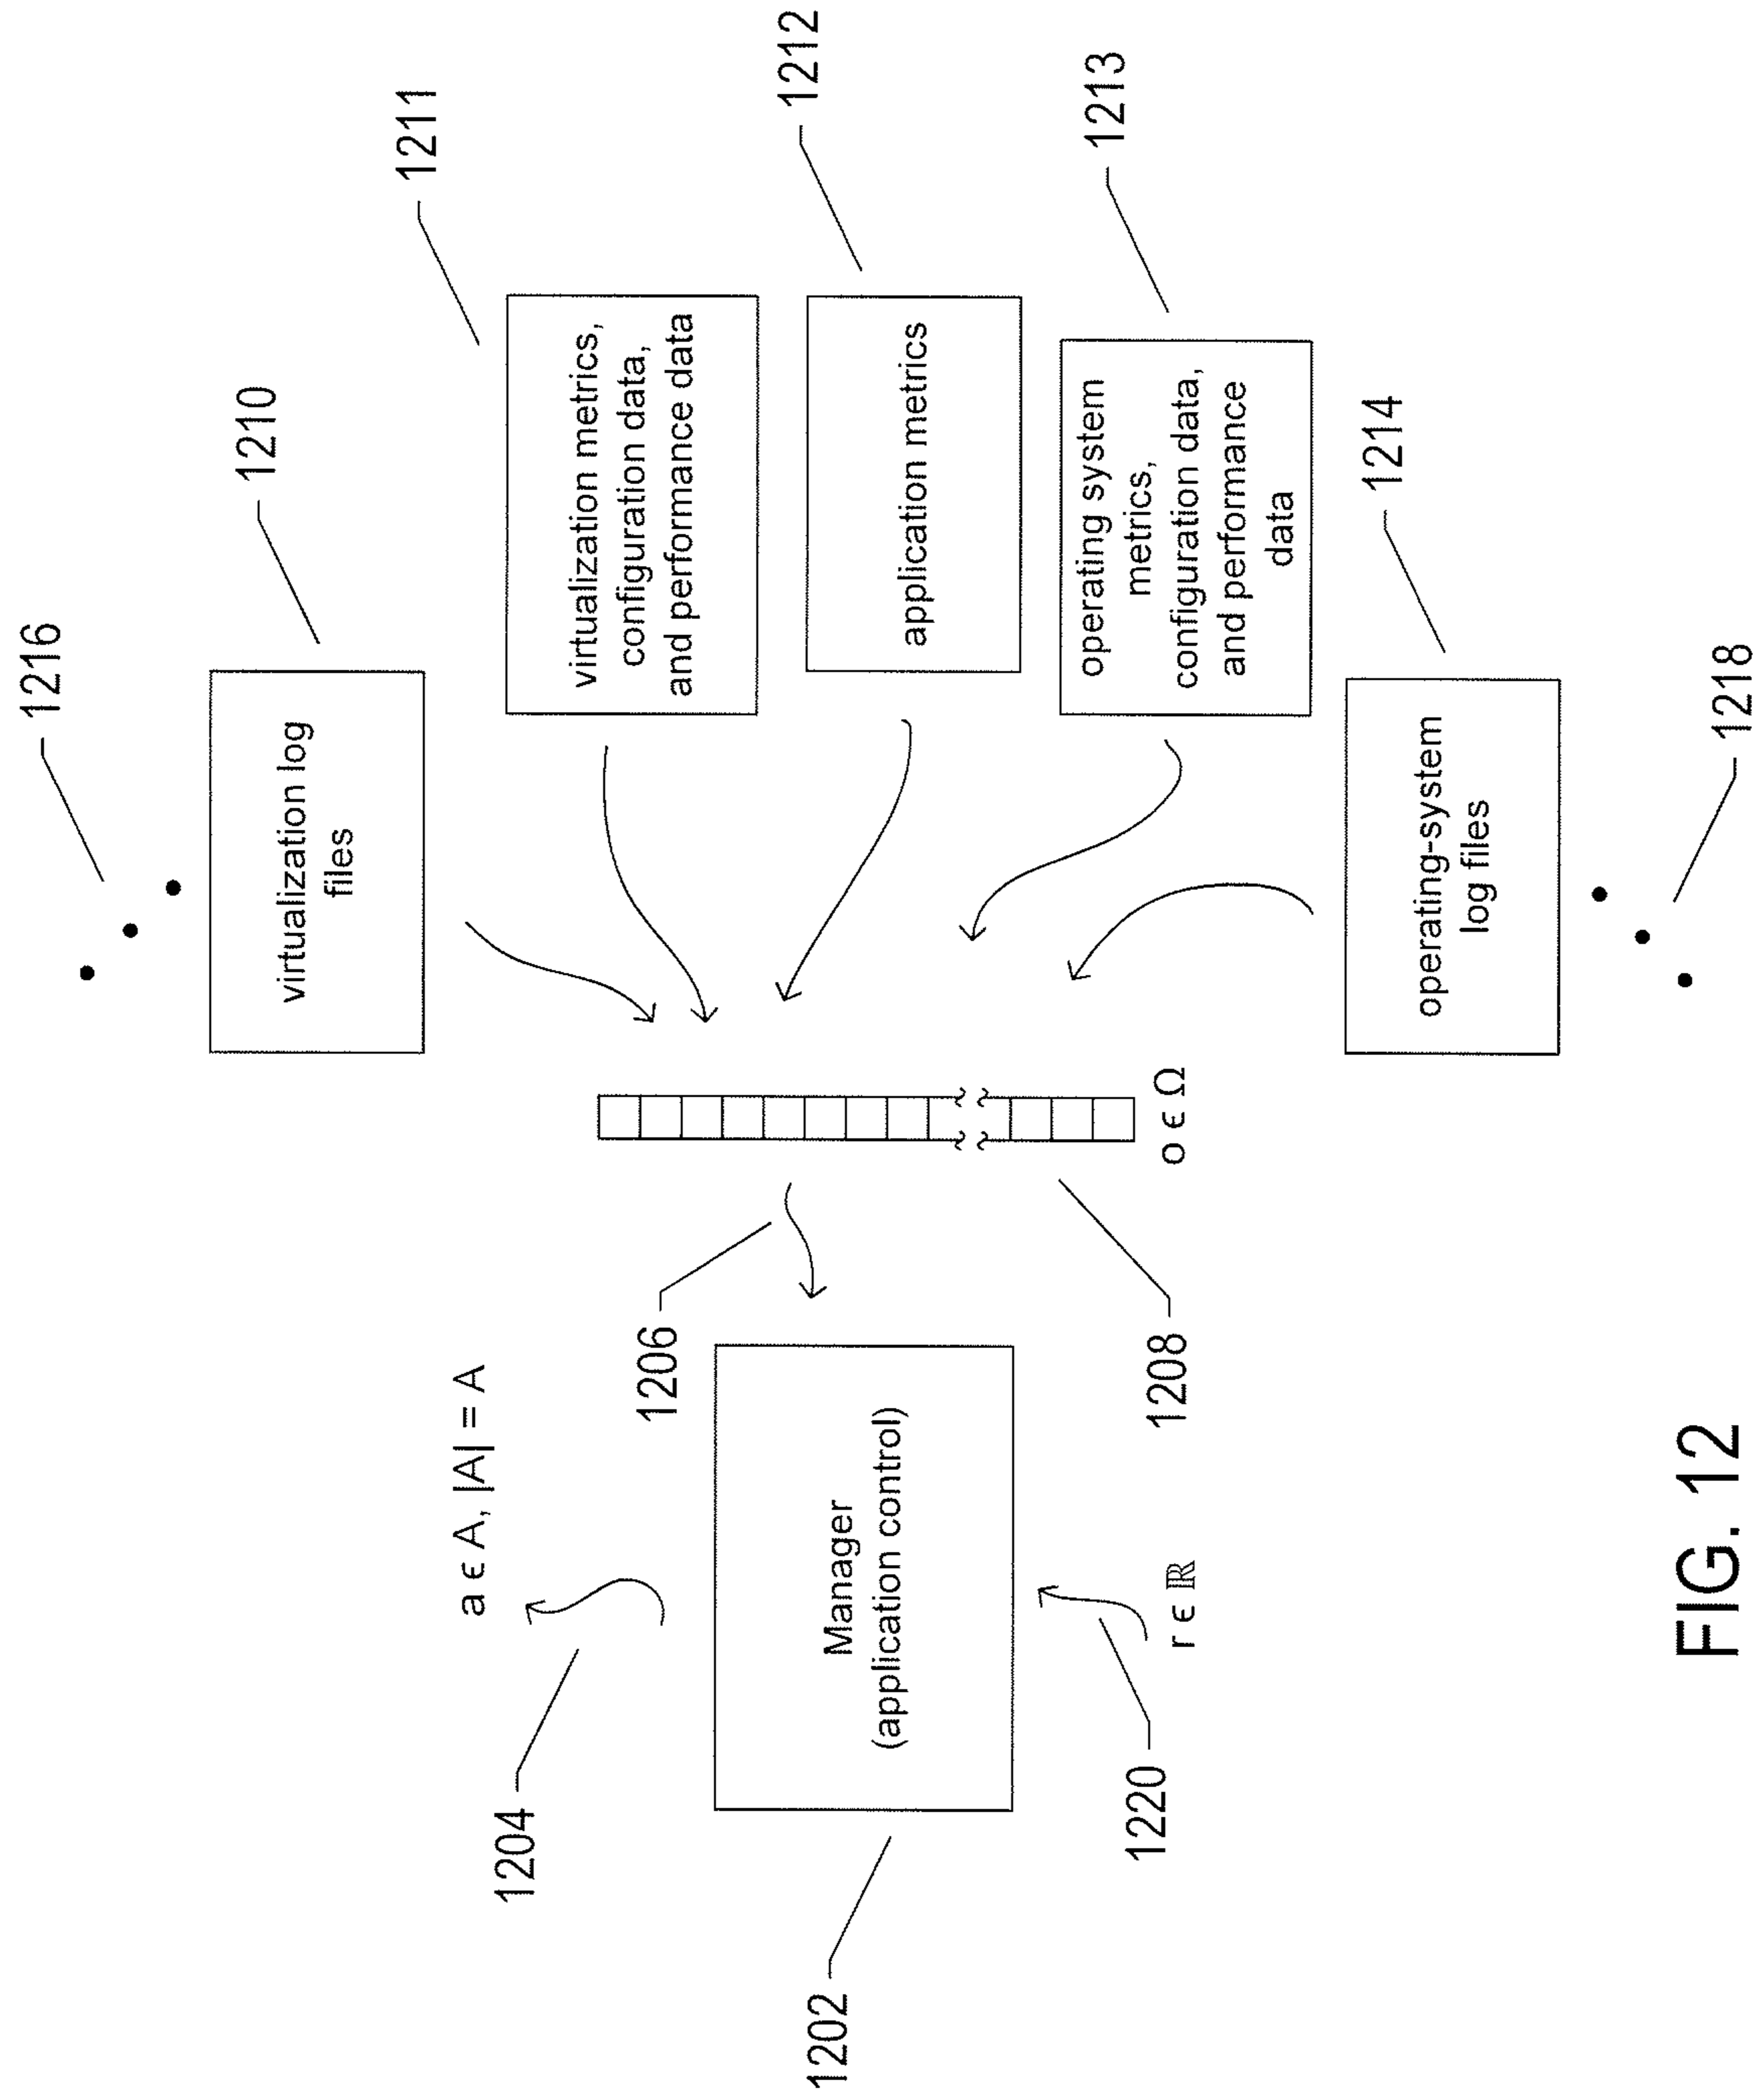 1216
1210
virtualization log
files
1211
virtualization metrics,
configuration data,
and performance data
1212
application metrics
1213
operating system
metrics,
configuration data,
and performance
data
1214
operating-system
log files
1218
a ϵ A, |A| = A
1204
1206
1202
Manager
(application control)
1208
o ϵ Ω
1220
r ϵ ℝ
FIG. 12